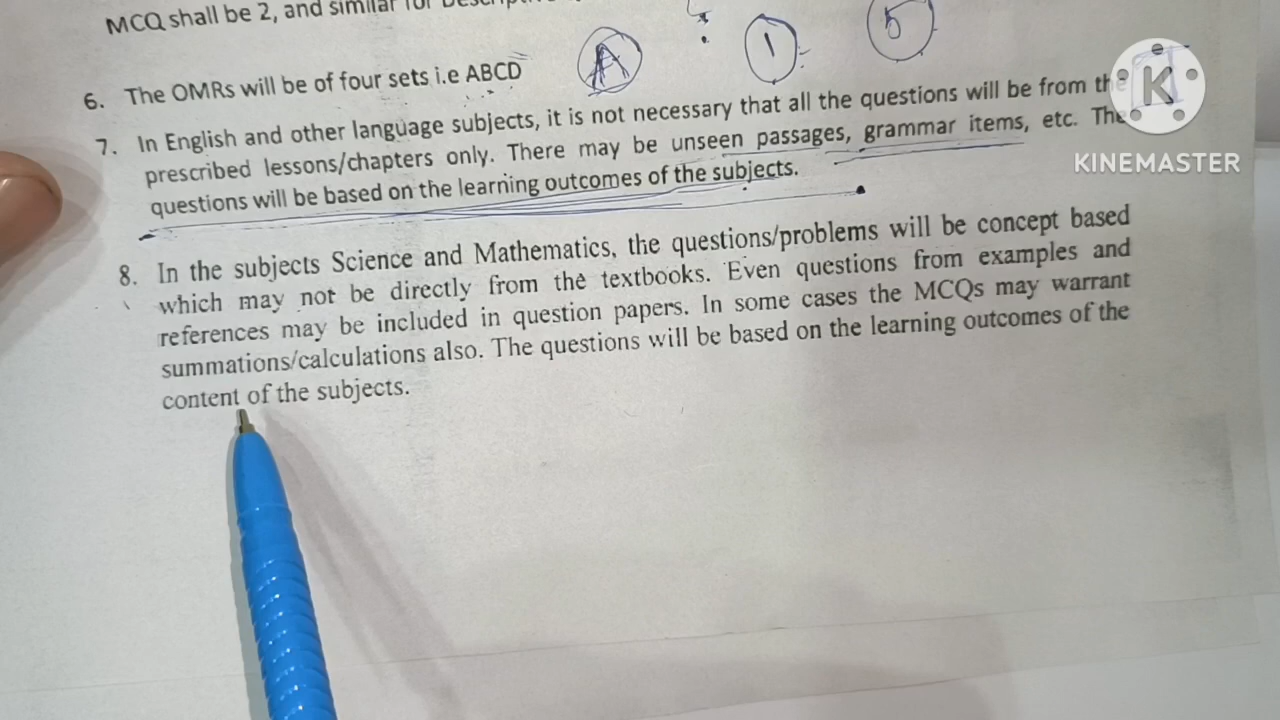 MCQ shall be 2, and similar for
A 1 5
6. The OMRs will be of four sets i.e ABCD
7. In English and other language subjects, it is not necessary that all the questions will be from the
prescribed lessons/chapters only. There may be unseen passages, grammar items, etc. The
questions will be based on the learning outcomes of the subjects.
8. In the subjects Science and Mathematics, the questions/problems will be concept based
which may not be directly from the textbooks. Even questions from examples and
references may be included in question papers. In some cases the MCQs may warrant
summations/calculations also. The questions will be based on the learning outcomes of the
content of the subjects.
K
KINEMASTER